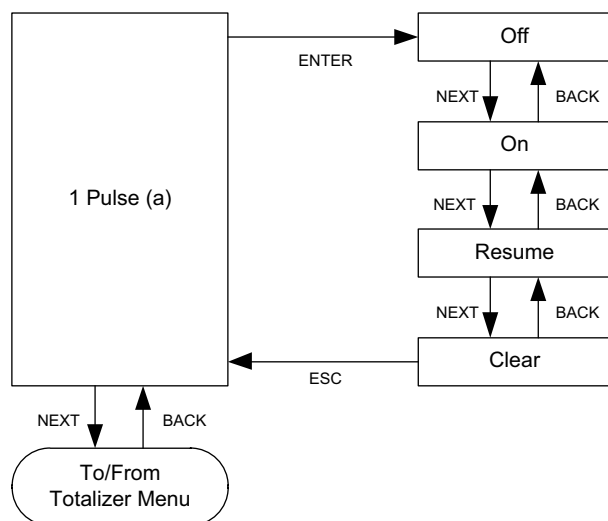 Off
ENTER
NEXT
BACK
On
1 Pulse (a)
NEXT
BACK
Resume
NEXT
BACK
Clear
ESC
NEXT
BACK
To/From
Totalizer Menu